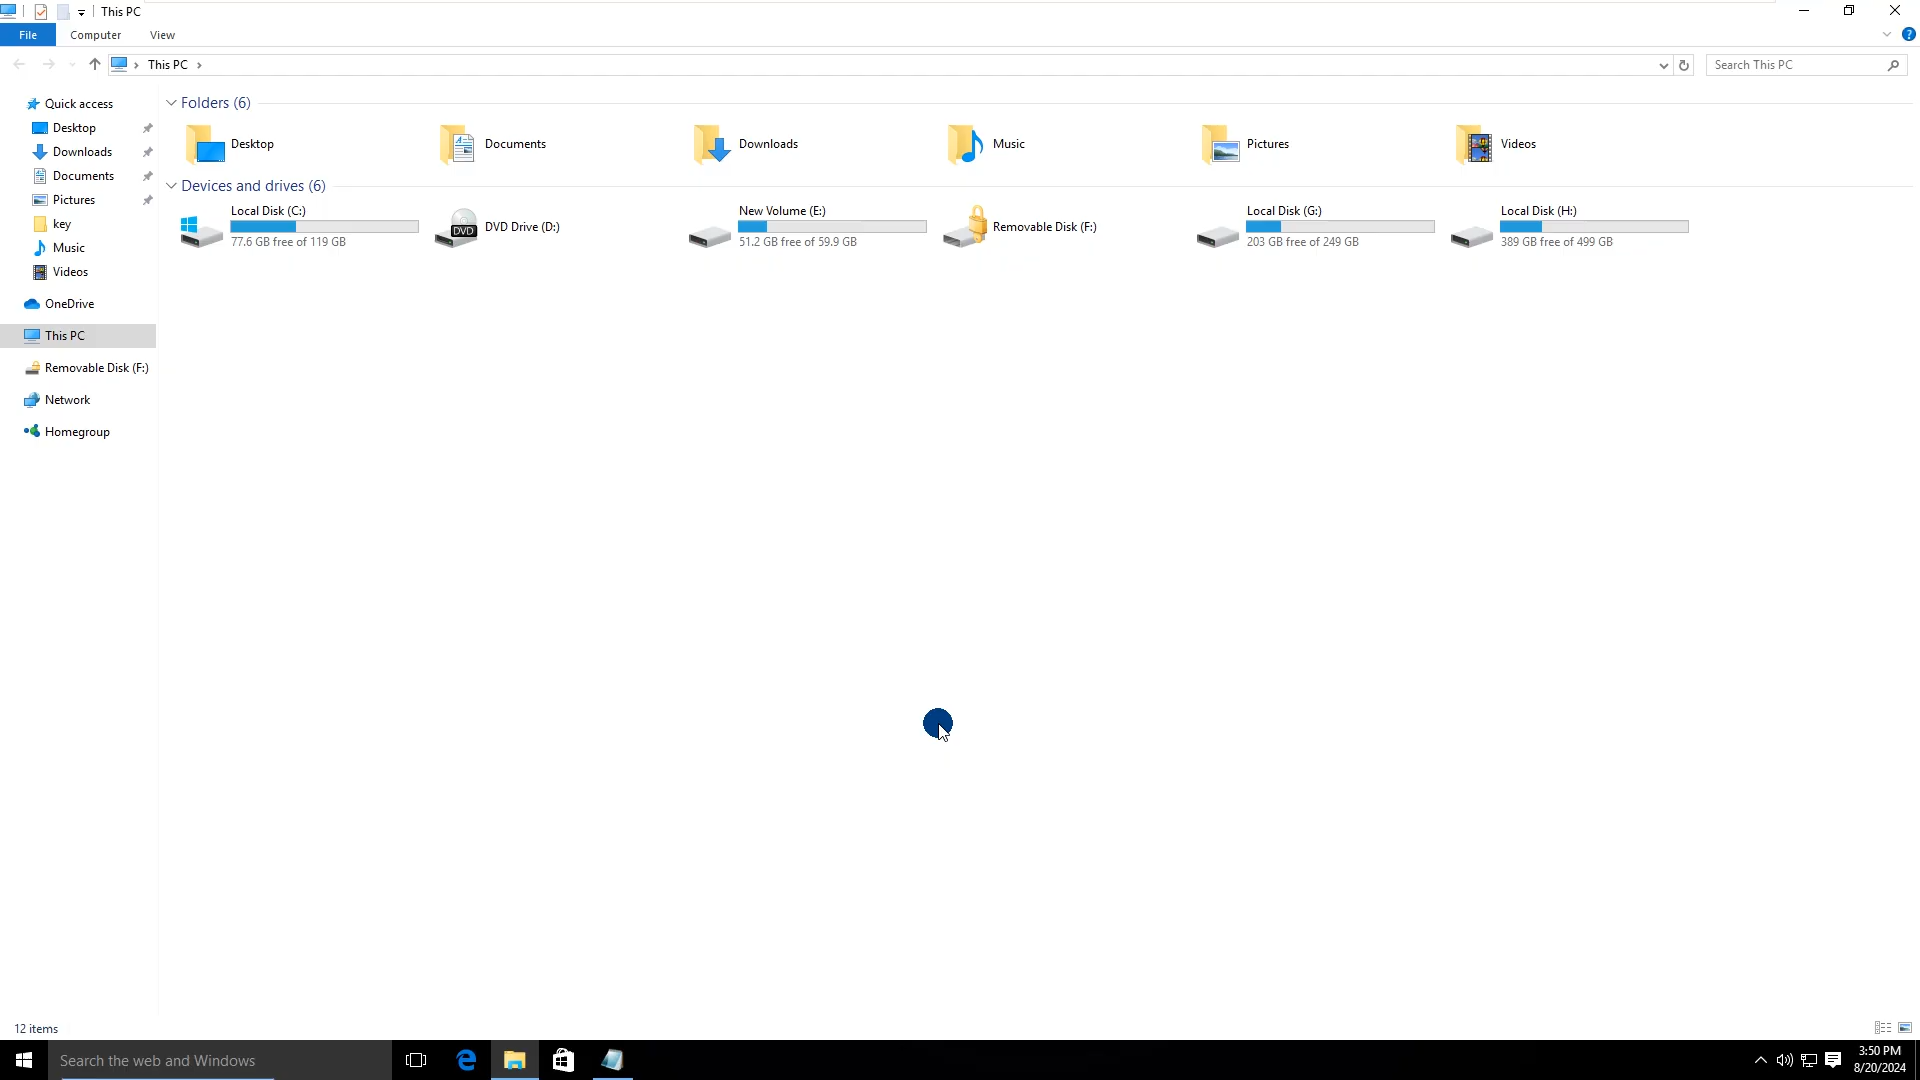 This PC
File
Computer
View
This PC
Search This PC
Quick access
Desktop
Downloads
Documents
Pictures
key
Music
Videos
OneDrive
This PC
Removable Disk (F:)
Network
Homegroup
Folders (6)
Desktop
Documents
Downloads
Music
Pictures
Videos
Devices and drives (6)
Local Disk (C:)
77.6 GB free of 119 GB
DVD
DVD Drive (D:)
New Volume (E:)
51.2 GB free of 59.9 GB
Removable Disk (F:)
Local Disk (G:)
203 GB free of 249 GB
Local Disk (H:)
389 GB free of 499 GB
12 items
Search the web and Windows
3:50 PM
8/20/2024